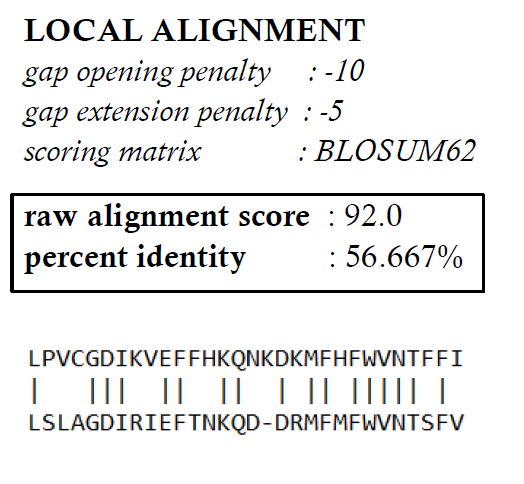 LOCAL ALIGNMENT
gap opening penalty : -10
gap extension penalty : -5
scoring matrix : BLOSUM62
raw alignment score : 92.0
percent identity : 56.667%
LPVCGDIKVEFFHKQNKDKMFHFWVNTFFI
|   |||  ||  ||  | || ||||| |
LSLAGDIRIEFTNKQD-DRMFMFWVNTSFV